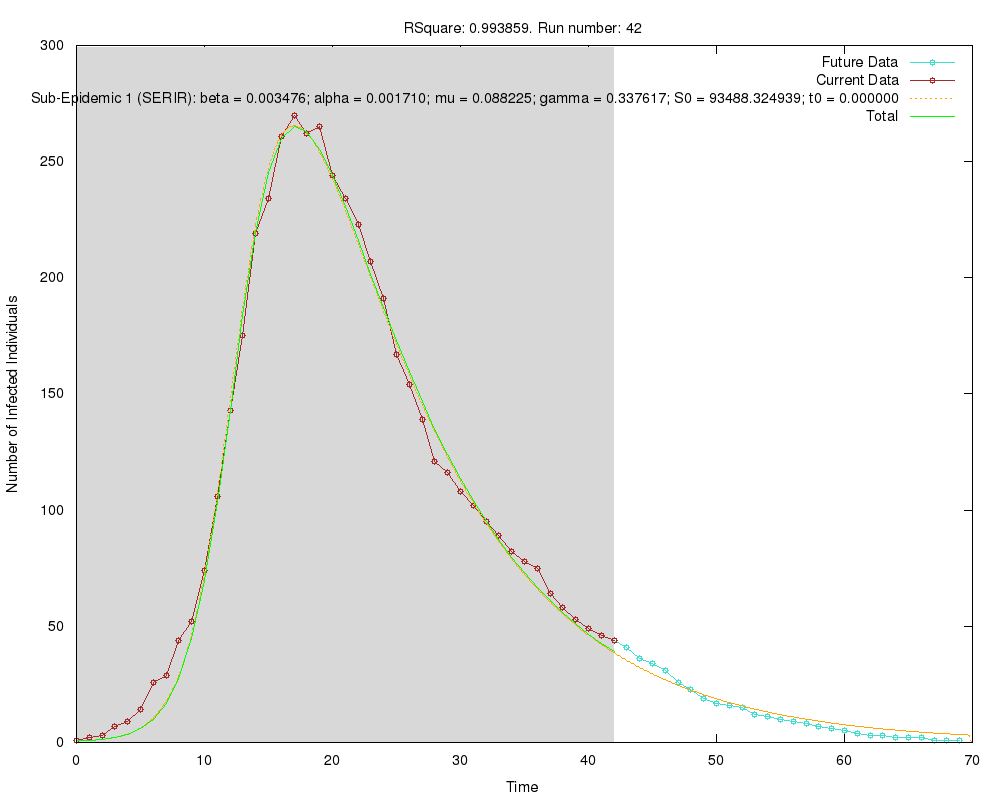 RSquare: 0.993859. Run number: 42
300
Future Data
Current Data
Sub-Epidemic 1 (SERIR): beta = 0.003476; alpha = 0.001710; mu = 0.088225; gamma = 0.337617; S0 = 93488.324939; t0 = 0.000000
Total
250
200
Number of Infected Individuals
150
100
50
0
0 10 20 30 40 50 60 70
Time